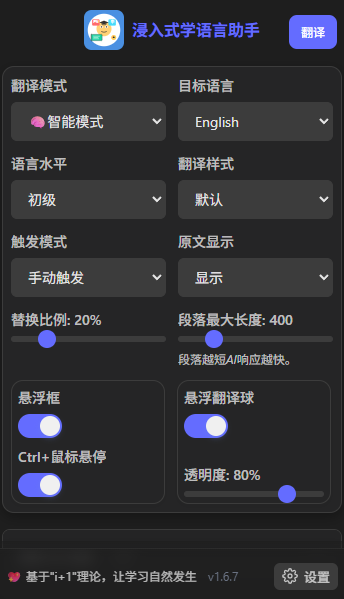 浸入式学语言助手
翻译
翻译模式
目标语言
智能模式
English
语言水平
翻译样式
初级
默认
触发模式
原文显示
手动触发
显示
替换比例: 20%
段落最大长度: 400
段落越短AI响应越快。
悬浮框
悬浮翻译球
Ctrl+鼠标悬停
透明度: 80%
基于"i+1"理论，让学习自然发生
v1.6.7
设置